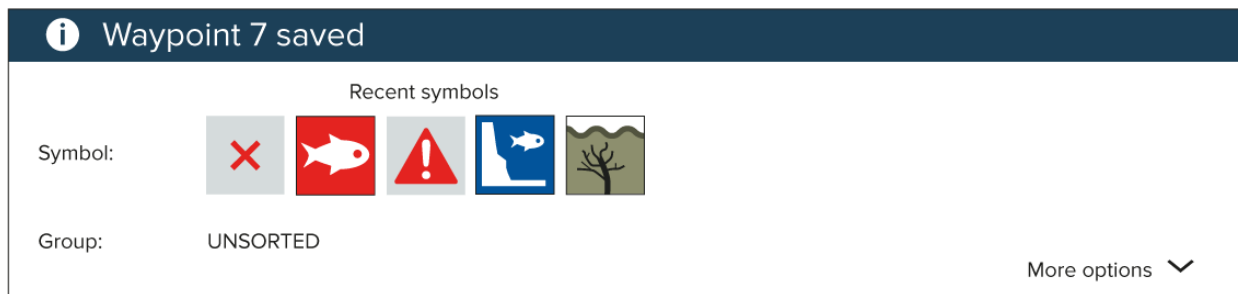 Waypoint 7 saved
Recent symbols
Symbol:
Group: UNSORTED
More options